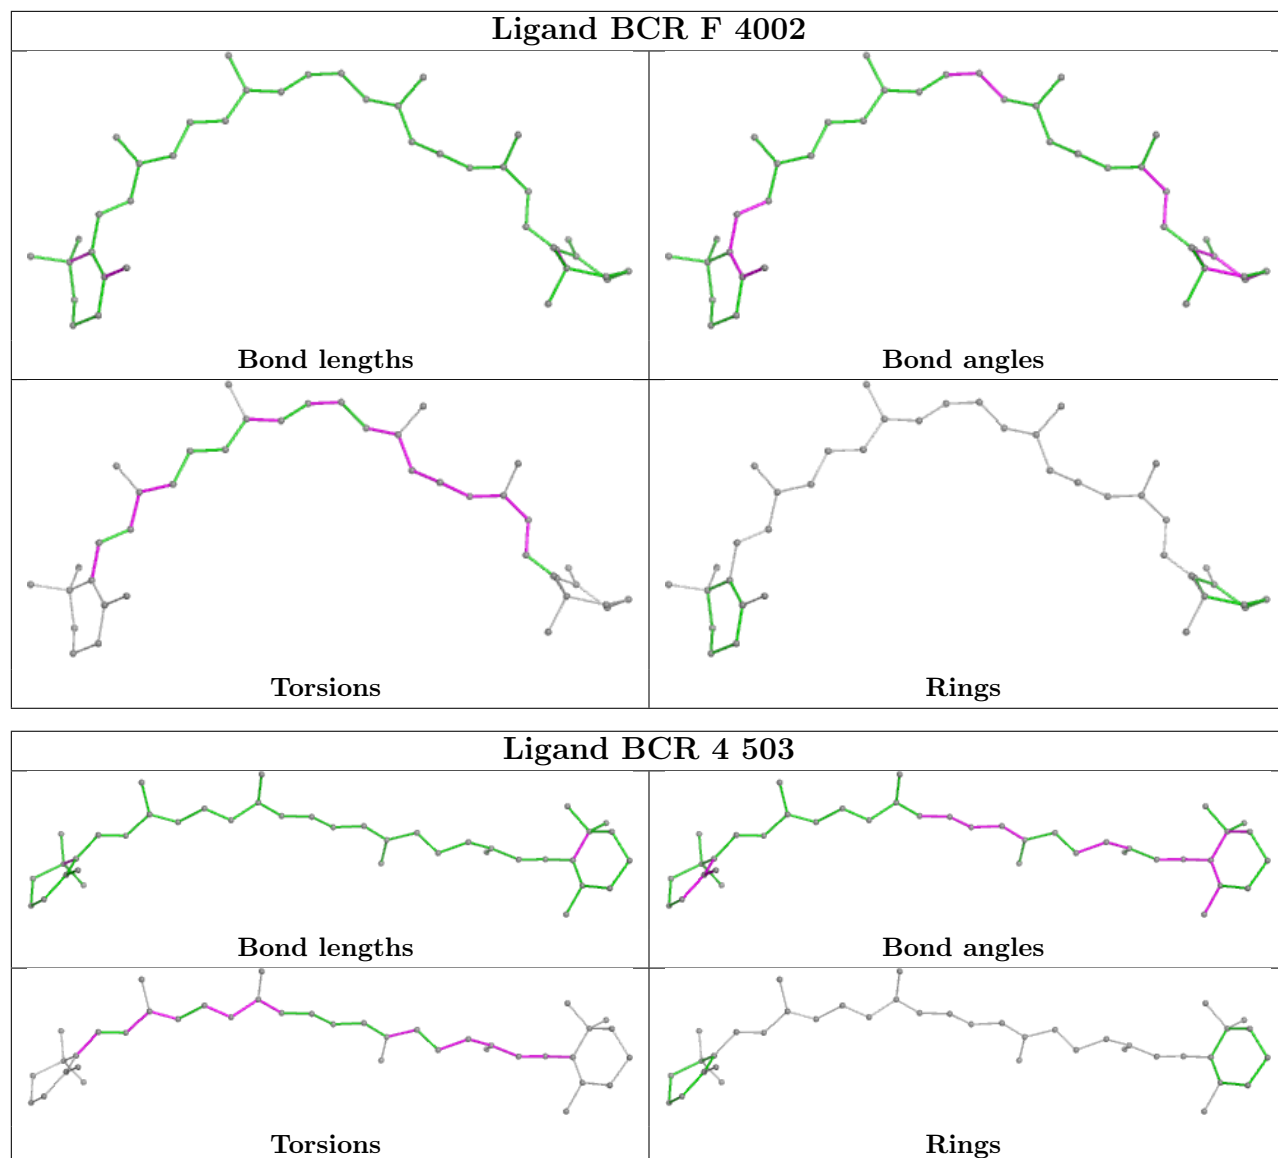 Ligand BCR F 4002
Bond lengths
Bond angles
Torsions
Rings
Ligand BCR 4 503
Bond lengths
Bond angles
Torsions
Rings